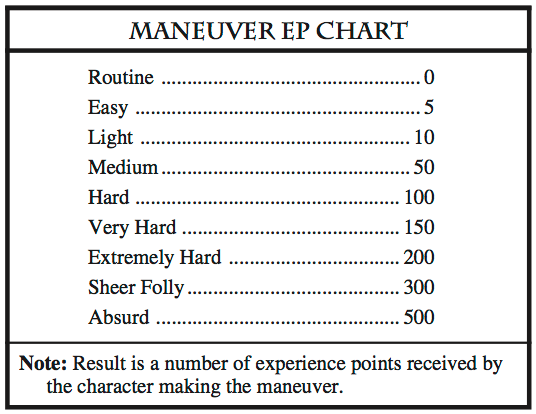 MANEUVER EP CHART
Routine ................................................ 0
Easy ..................................................... 5
Light .................................................. 10
Medium .............................................. 50
Hard ................................................. 100
Very Hard ........................................ 150
Extremely Hard ............................... 200
Sheer Folly ....................................... 300
Absurd ............................................. 500
Note: Result is a number of experience points received by
the character making the maneuver.